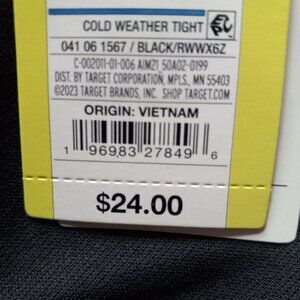 COLD WEATHER TIGHT
041 06 1567 / BLACK/RWWX6Z
C-002011-01-006 AIM21 50A02-0199
DIST. BY TARGET CORPORATION, MPLS., MN 55403
©2023 TARGET BRANDS, INC. SHOP TARGET.COM
ORIGIN: VIETNAM
1 96983 27849 6
$24.00